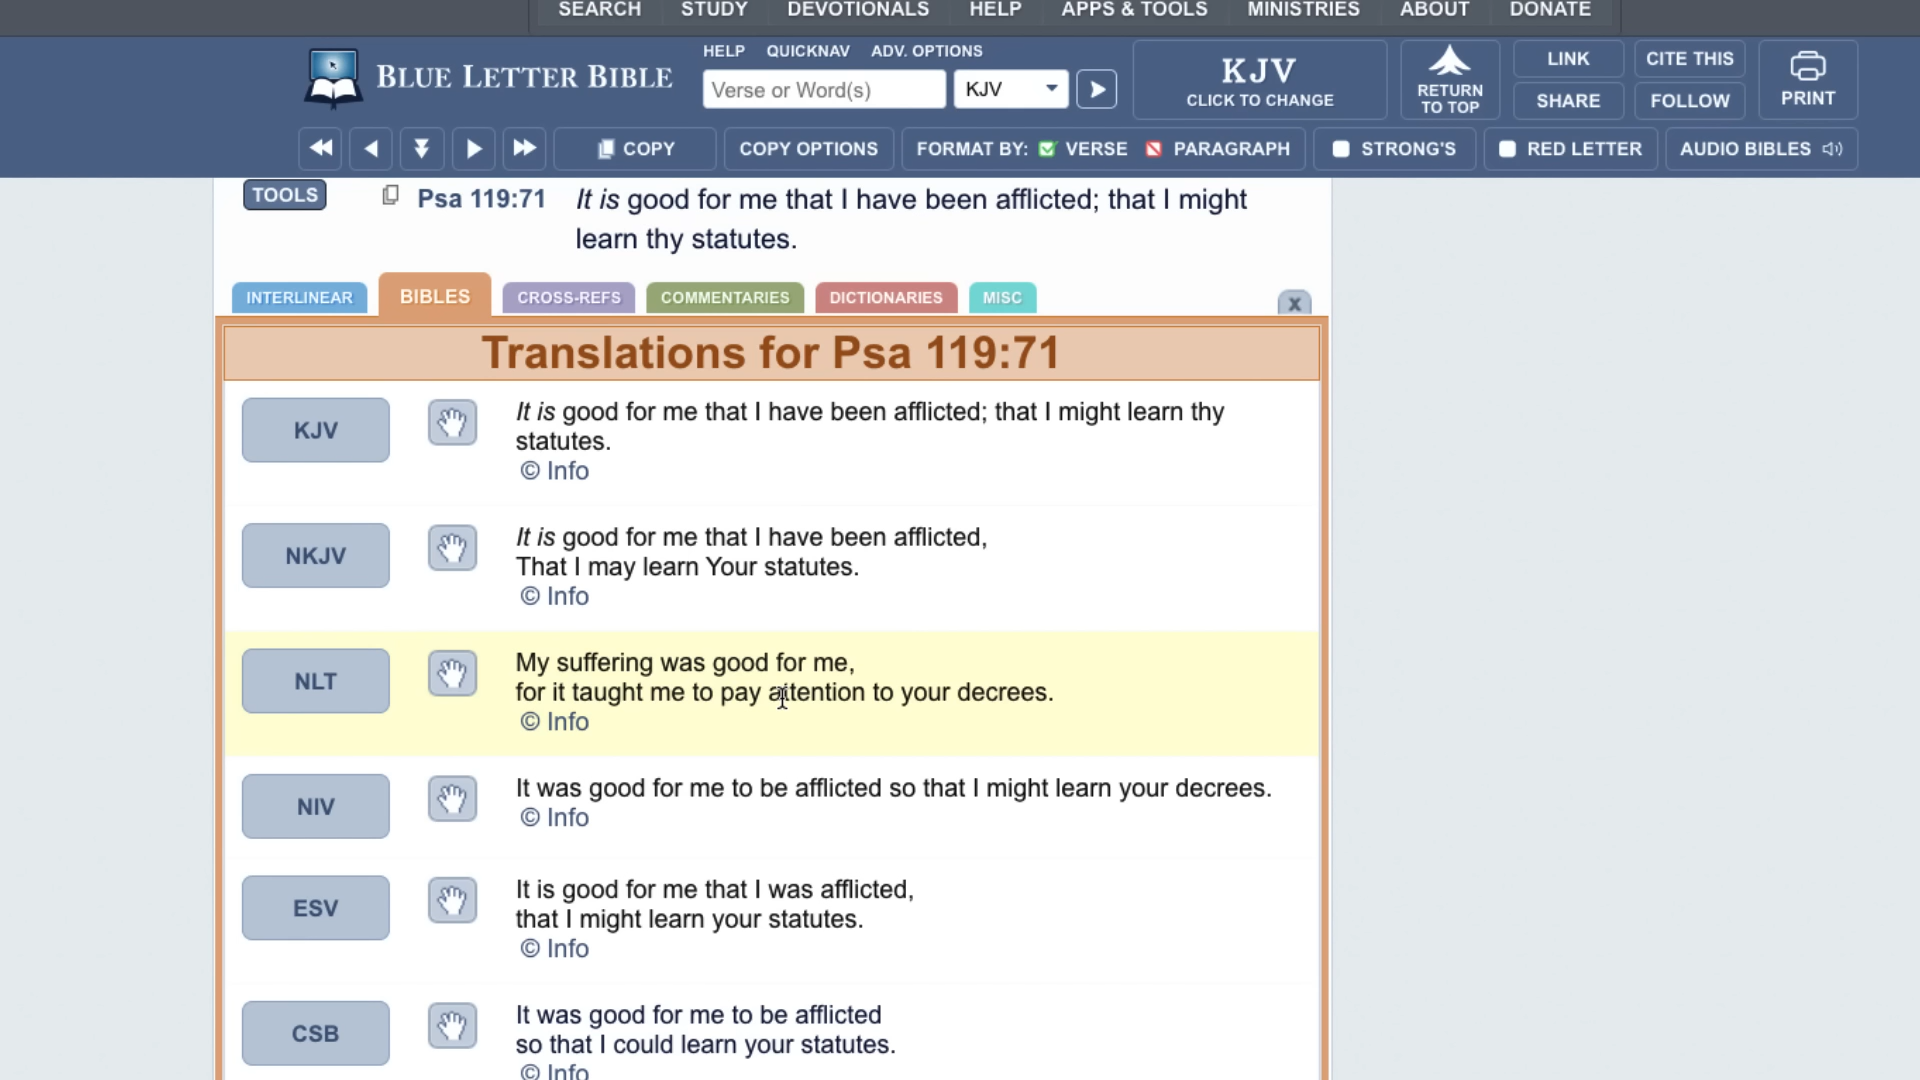 SEARCH STUDY DEVOTIONALS HELP APPS & TOOLS MINISTRIES ABOUT DONATE
BLUE LETTER BIBLE
HELP QUICKNAV ADV. OPTIONS
Verse or Word(s)
KJV
KJV
CLICK TO CHANGE
RETURN
TO TOP
LINK
CITE THIS
SHARE
FOLLOW
PRINT
COPY COPY OPTIONS FORMAT BY: VERSE PARAGRAPH STRONG'S RED LETTER AUDIO BIBLES
TOOLS Psa 119:71 It is good for me that I have been afflicted; that I might
learn thy statutes.
INTERLINEAR BIBLES CROSS-REFS COMMENTARIES DICTIONARIES MISC X
Translations for Psa 119:71
KJV
It is good for me that I have been afflicted; that I might learn thy
statutes.
© Info
NKJV
It is good for me that I have been afflicted,
That I may learn Your statutes.
© Info
NLT
My suffering was good for me,
for it taught me to pay attention to your decrees.
© Info
NIV
It was good for me to be afflicted so that I might learn your decrees.
© Info
ESV
It is good for me that I was afflicted,
that I might learn your statutes.
© Info
CSB
It was good for me to be afflicted
so that I could learn your statutes.
© Info